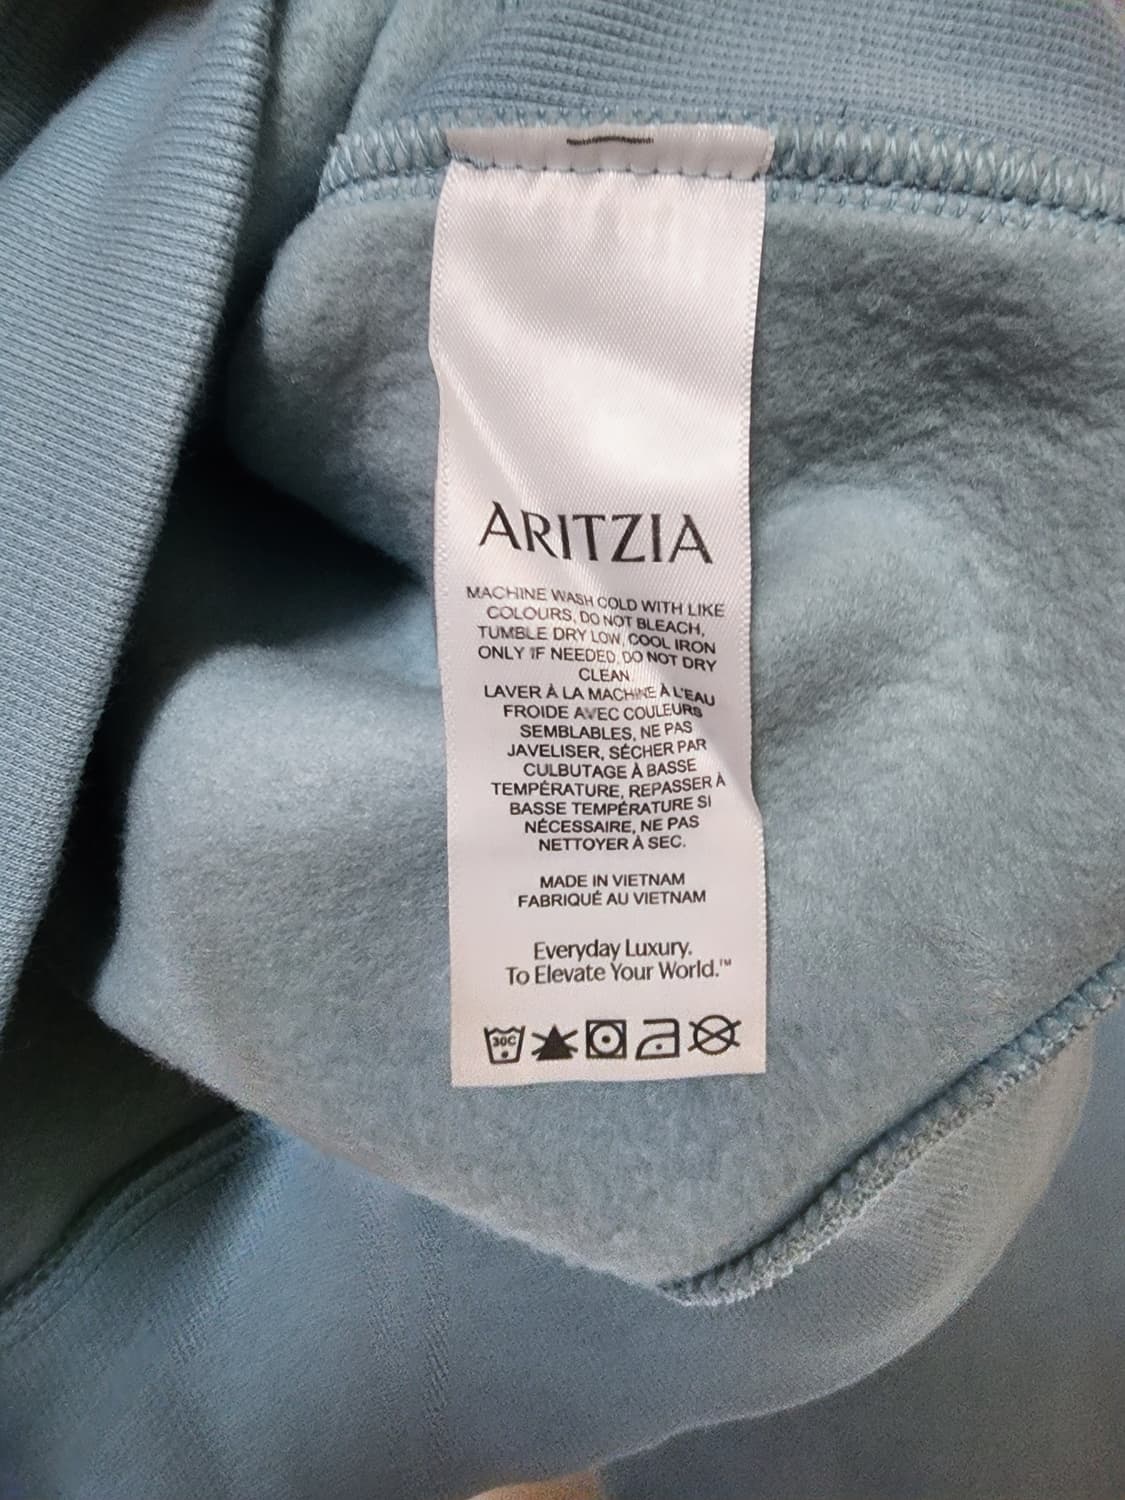 ARITZIA
MACHINE WASH COLD WITH LIKE
COLOURS, DO NOT BLEACH,
TUMBLE DRY LOW, COOL IRON
ONLY IF NEEDED, DO NOT DRY
CLEAN.
LAVER À LA MACHINE À L'EAU
FROIDE AVEC COULEURS
SEMBLABLES, NE PAS
JAVELISER, SÉCHER PAR
CULBUTAGE À BASSE
TEMPÉRATURE, REPASSER À
BASSE TEMPÉRATURE SI
NÉCESSAIRE, NE PAS
NETTOYER À SEC.
MADE IN VIETNAM
FABRIQUÉ AU VIETNAM
Everyday Luxury.
To Elevate Your World.™
30C